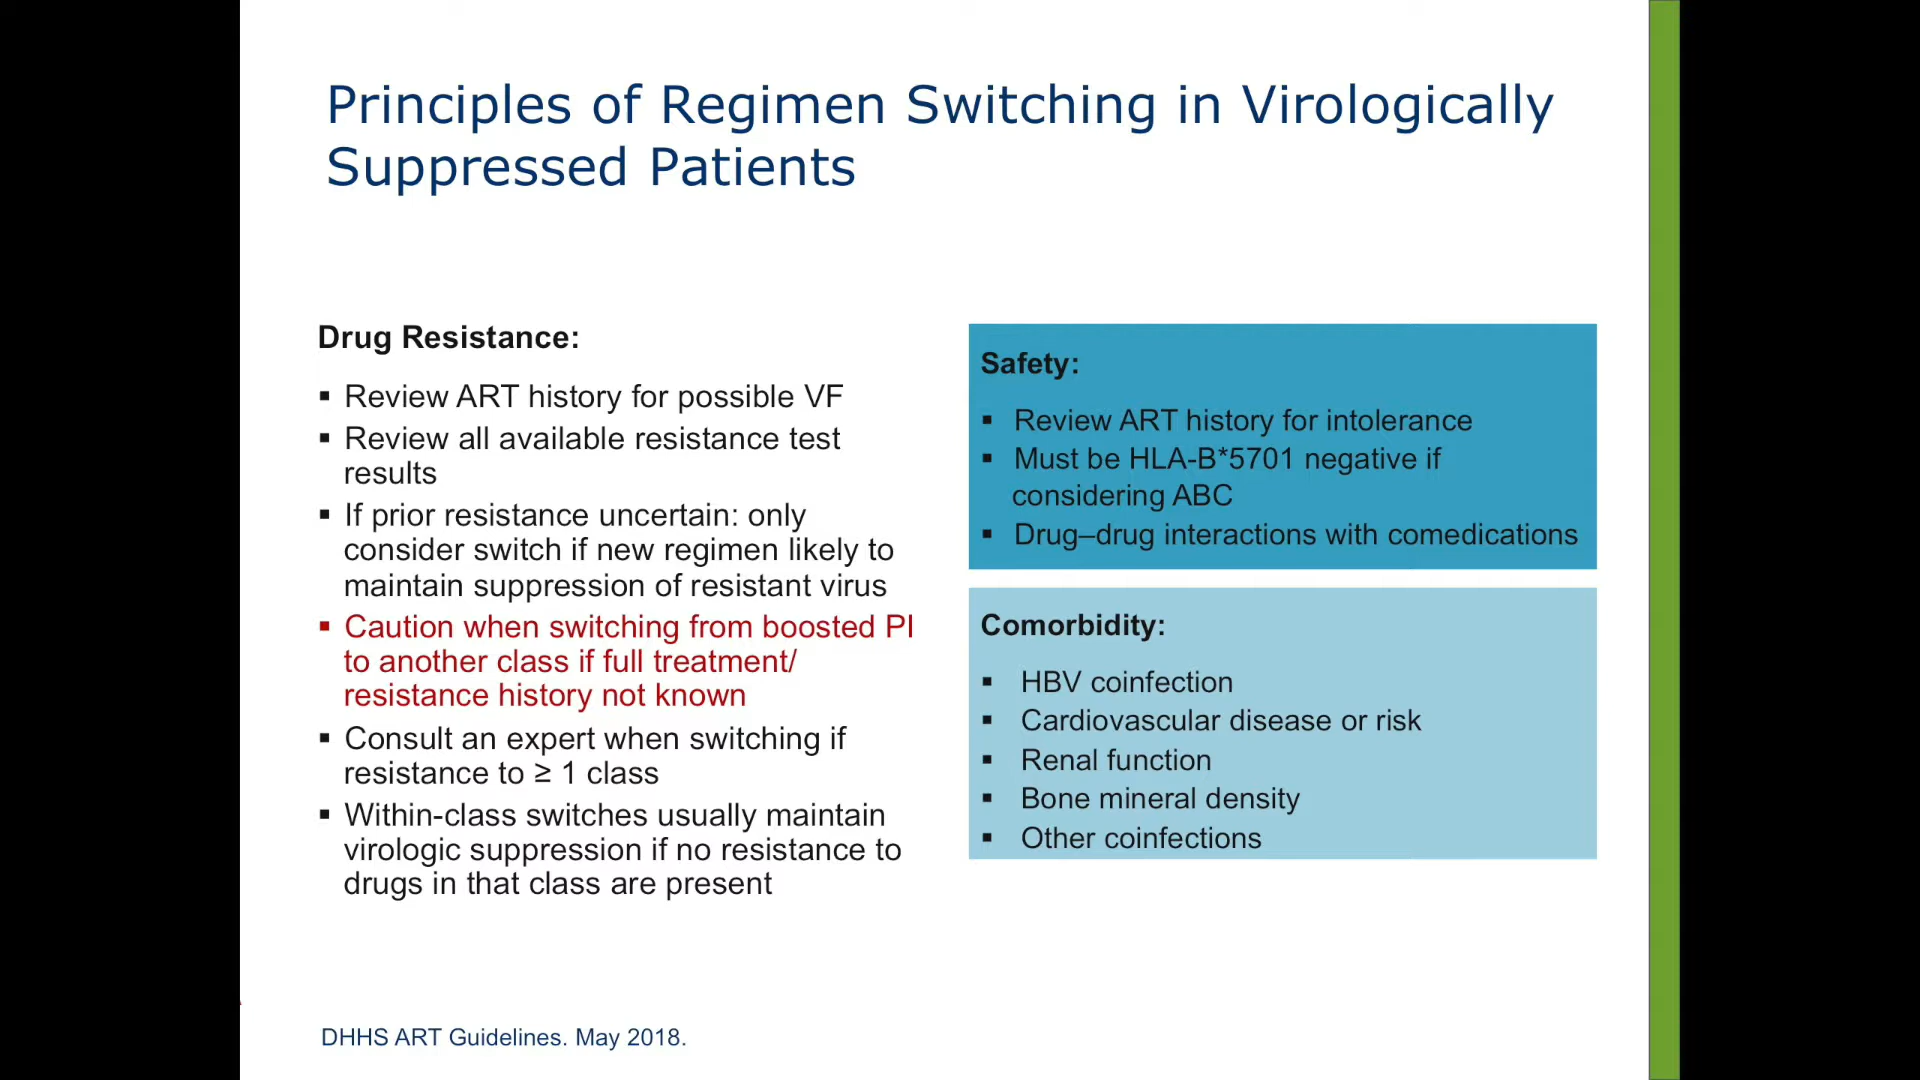 Principles of Regimen Switching in Virologically
Suppressed Patients
Drug Resistance:
▪ Review ART history for possible VF
▪ Review all available resistance test
results
▪ If prior resistance uncertain: only
consider switch if new regimen likely to
maintain suppression of resistant virus
▪ Caution when switching from boosted PI
to another class if full treatment/
resistance history not known
▪ Consult an expert when switching if
resistance to ≥ 1 class
▪ Within-class switches usually maintain
virologic suppression if no resistance to
drugs in that class are present
Safety:
▪ Review ART history for intolerance
▪ Must be HLA-B*5701 negative if
considering ABC
▪ Drug–drug interactions with comedications
Comorbidity:
▪ HBV coinfection
▪ Cardiovascular disease or risk
▪ Renal function
▪ Bone mineral density
▪ Other coinfections
DHHS ART Guidelines. May 2018.